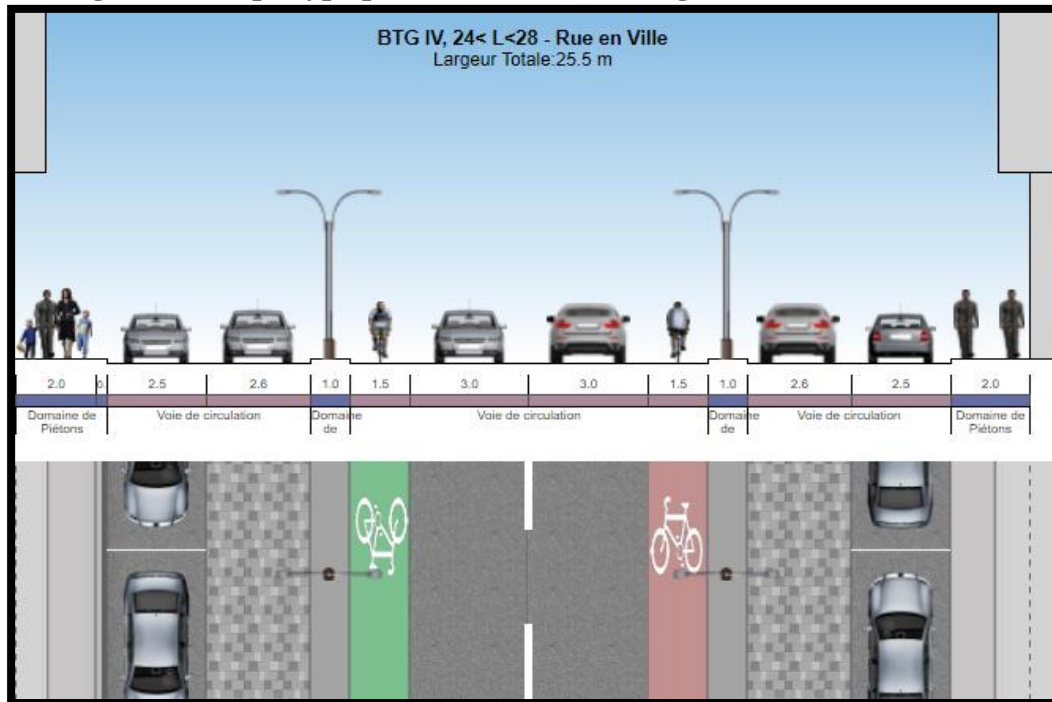 BTG IV, 24< L<28 - Rue en Ville
Largeur Totale:25.5 m
2.0 0. 2.5 2.6 1.0 1.5 3.0 3.0 1.5 1.0 2.6 2.5 2.0
Domaine de Piétons
Voie de circulation
Domaine de
Voie de circulation
Domaine de
Voie de circulation
Domaine de Piétons